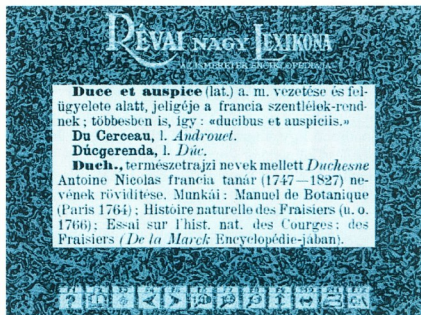 RÉVAI NAGY LEXIKONA
AZ ISMERETEK ENCIKLOPÉDIÁJA
Duce et auspice (lat.) a. m. vezetése és fel-
ügyelete alatt, jeligéje a francia szentlélek-rend-
nek; többesben is, így: «ducibus et auspiciis.»
Du Cerceau, l. Androuet.
Dúcgerenda, l. Dúc.
Duch., természetrajzi nevek mellett Duchesne
Antoine Nicolas francia tanár (1747—1827) ne-
vének rövidítése. Munkái: Manuel de Botanique
(Paris 1764); Histoire naturelle des Fraisiers (u. o.
1766); Essai sur l'hist. nat. des Courges; des
Fraisiers (De la Marck Encyclopédie-jában).